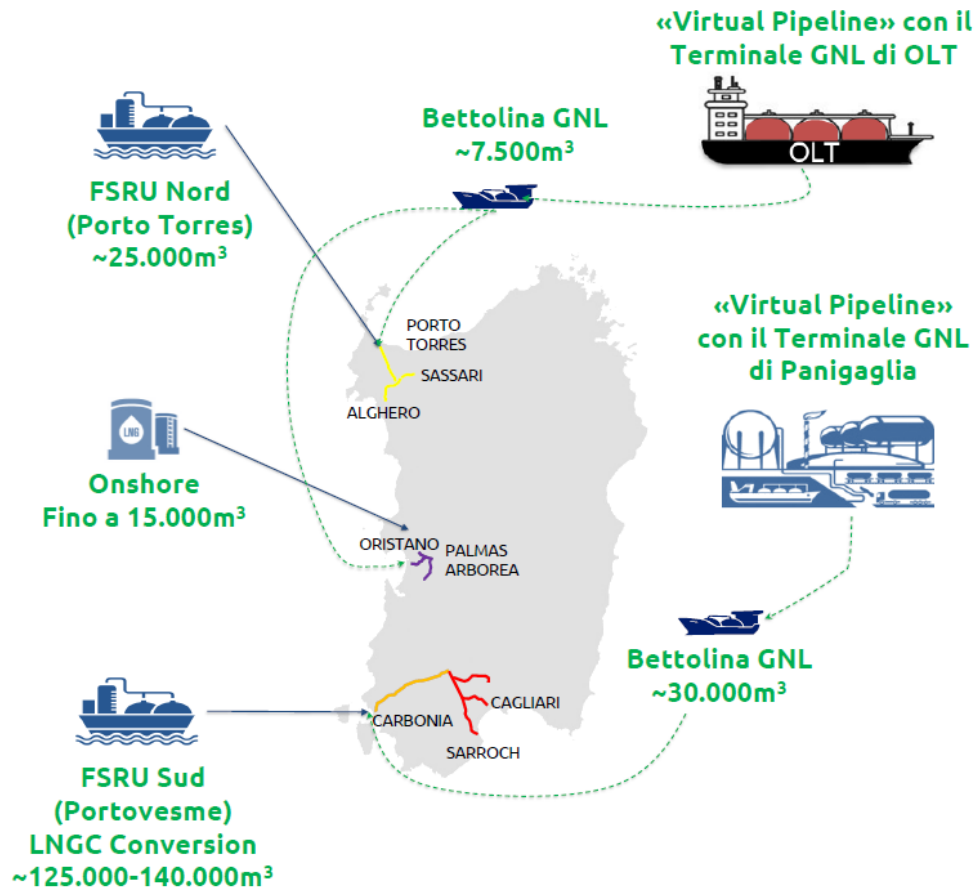 «Virtual Pipeline» con il
Terminale GNL di OLT
OLT
Bettolina GNL
~7.500m³
FSRU Nord
(Porto Torres)
~25.000m³
«Virtual Pipeline»
con il Terminale GNL
di Panigaglia
PORTO
TORRES
SASSARI
ALGHERO
LNG
Onshore
Fino a 15.000m³
ORISTANO
PALMAS
ARBOREA
Bettolina GNL
~30.000m³
CAGLIARI
CARBONIA
SARROCH
FSRU Sud
(Portovesme)
LNGC Conversion
~125.000-140.000m³